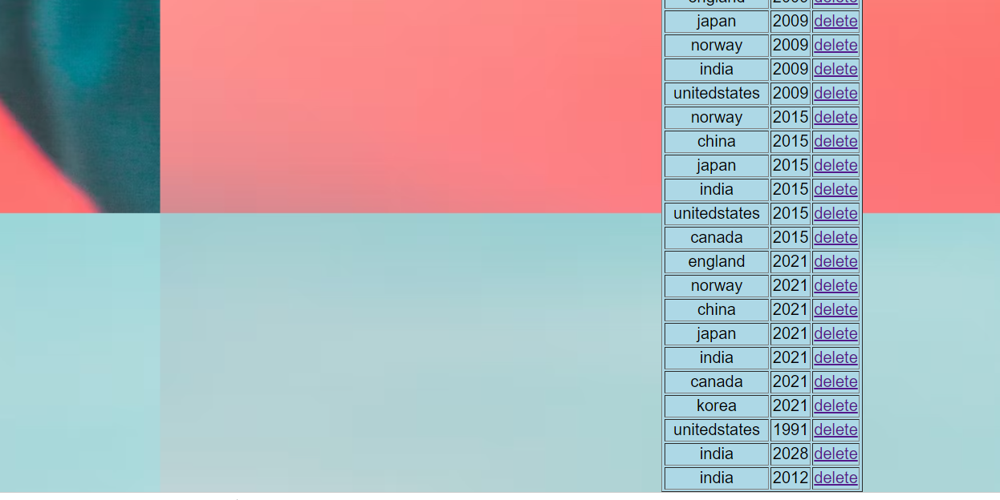 england 2009 delete
japan 2009 delete
norway 2009 delete
india 2009 delete
unitedstates 2009 delete
norway 2015 delete
china 2015 delete
japan 2015 delete
india 2015 delete
unitedstates 2015 delete
canada 2015 delete
england 2021 delete
norway 2021 delete
china 2021 delete
japan 2021 delete
india 2021 delete
canada 2021 delete
korea 2021 delete
unitedstates 1991 delete
india 2028 delete
india 2012 delete